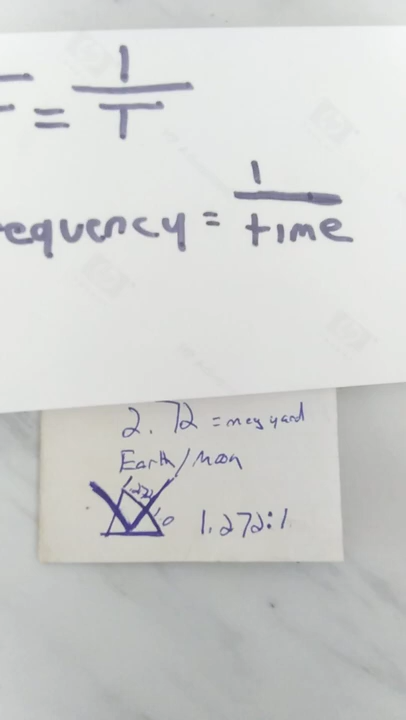 = 1
T
equency = 1
time
2.72 = meg yard
Earth/Moon
1.272:1